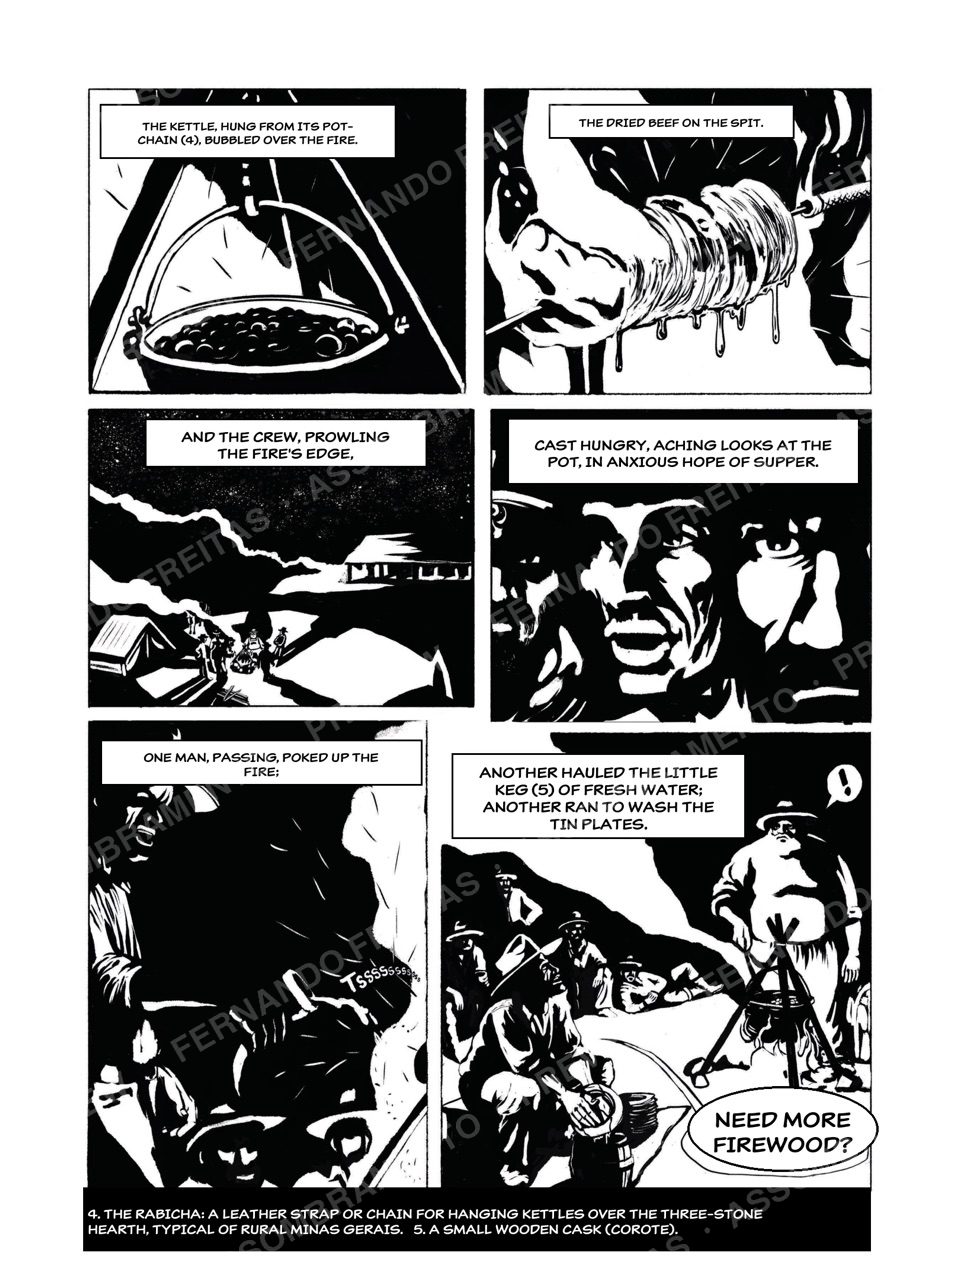 THE KETTLE, HUNG FROM ITS POT-
CHAIN (4), BUBBLED OVER THE FIRE.
THE DRIED BEEF ON THE SPIT.
AND THE CREW, PROWLING
THE FIRE'S EDGE,
CAST HUNGRY, ACHING LOOKS AT THE
POT, IN ANXIOUS HOPE OF SUPPER.
ONE MAN, PASSING, POKED UP THE
FIRE;
TSSSSSSSSSS
ANOTHER HAULED THE LITTLE
KEG (5) OF FRESH WATER;
ANOTHER RAN TO WASH THE
TIN PLATES.
!
NEED MORE
FIREWOOD?
4. THE RABICHA: A LEATHER STRAP OR CHAIN FOR HANGING KETTLES OVER THE THREE-STONE
HEARTH, TYPICAL OF RURAL MINAS GERAIS. 5. A SMALL WOODEN CASK (COROTE).